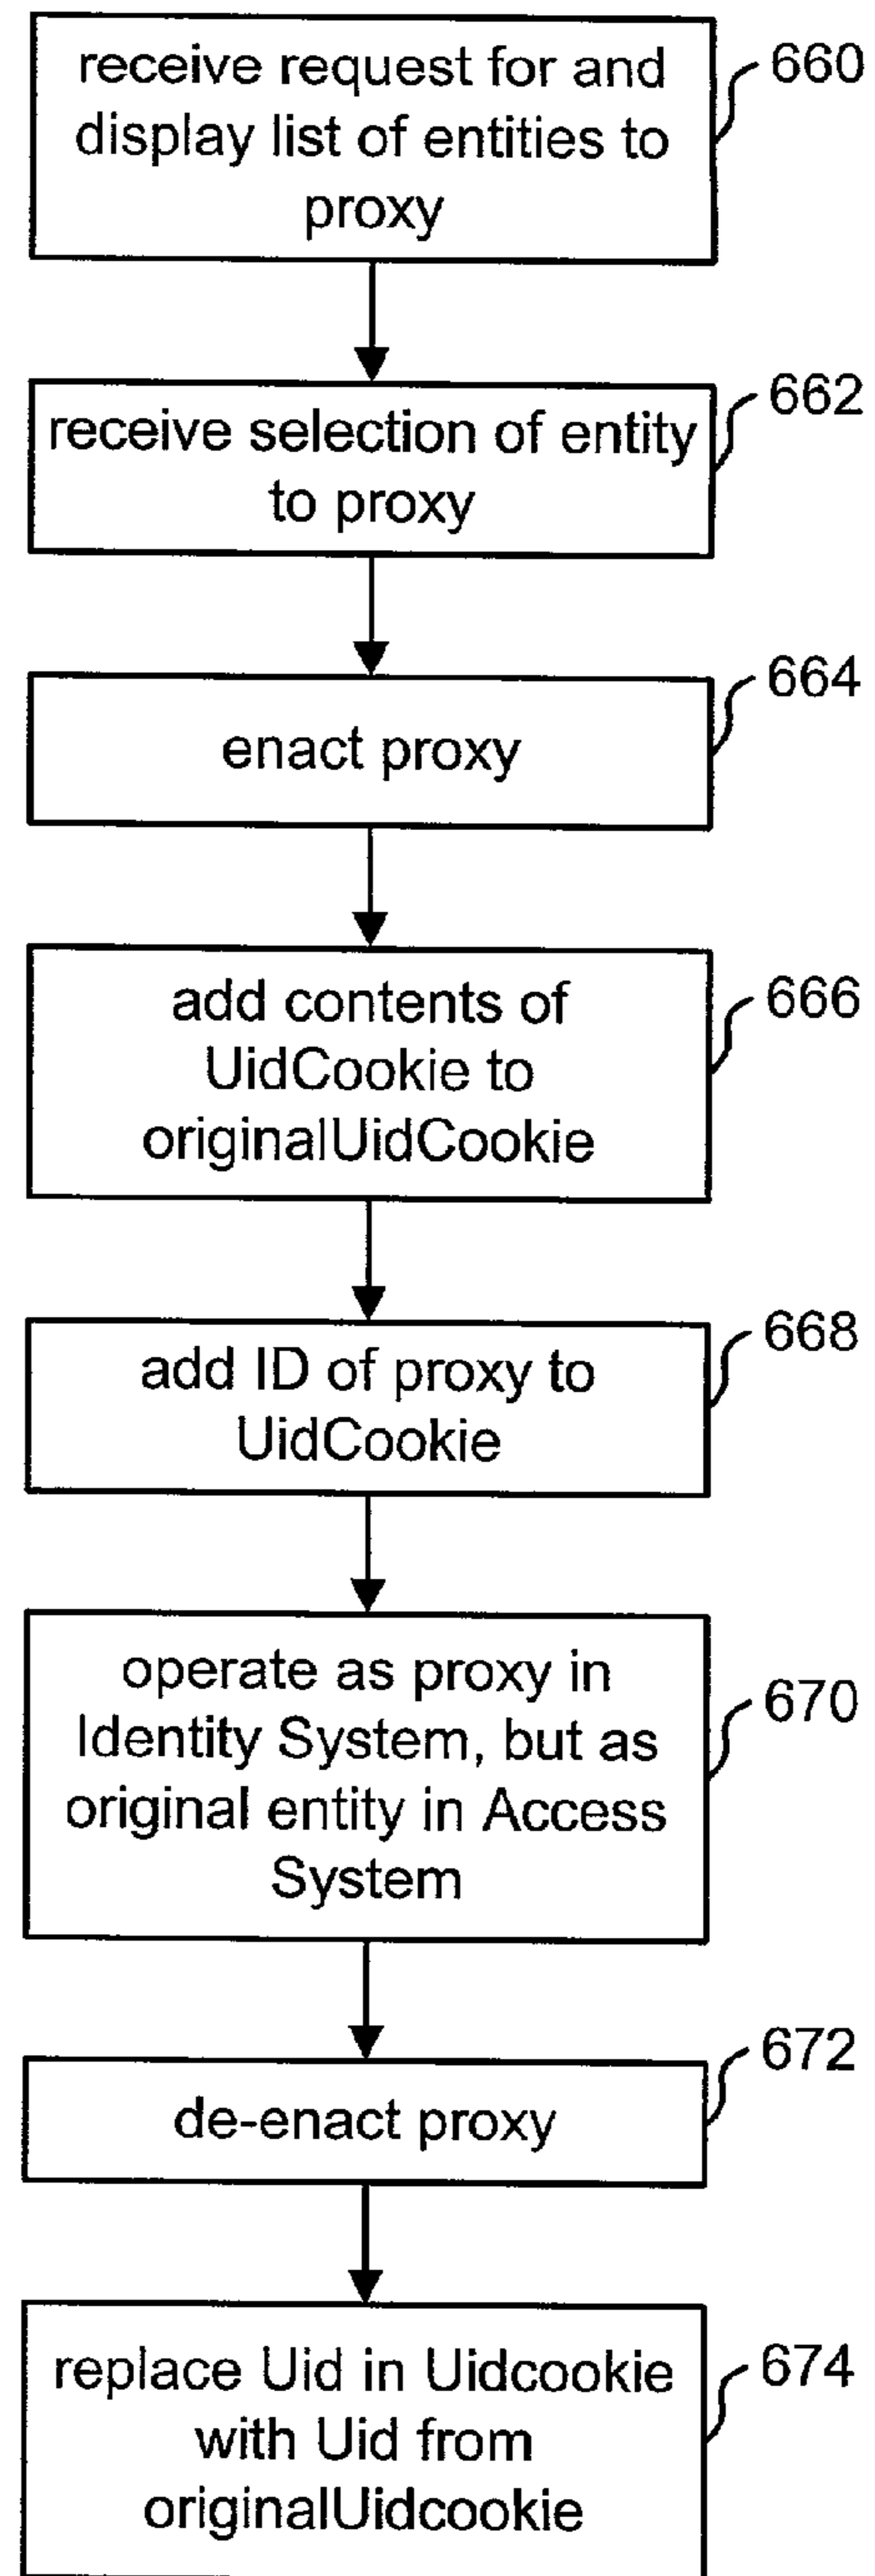 receive request for and
display list of entities to
proxy
660
receive selection of entity
to proxy
662
enact proxy
664
add contents of
UidCookie to
originalUidCookie
666
add ID of proxy to
UidCookie
668
operate as proxy in
Identity System, but as
original entity in Access
System
670
de-enact proxy
672
replace Uid in Uidcookie
with Uid from
originalUidcookie
674